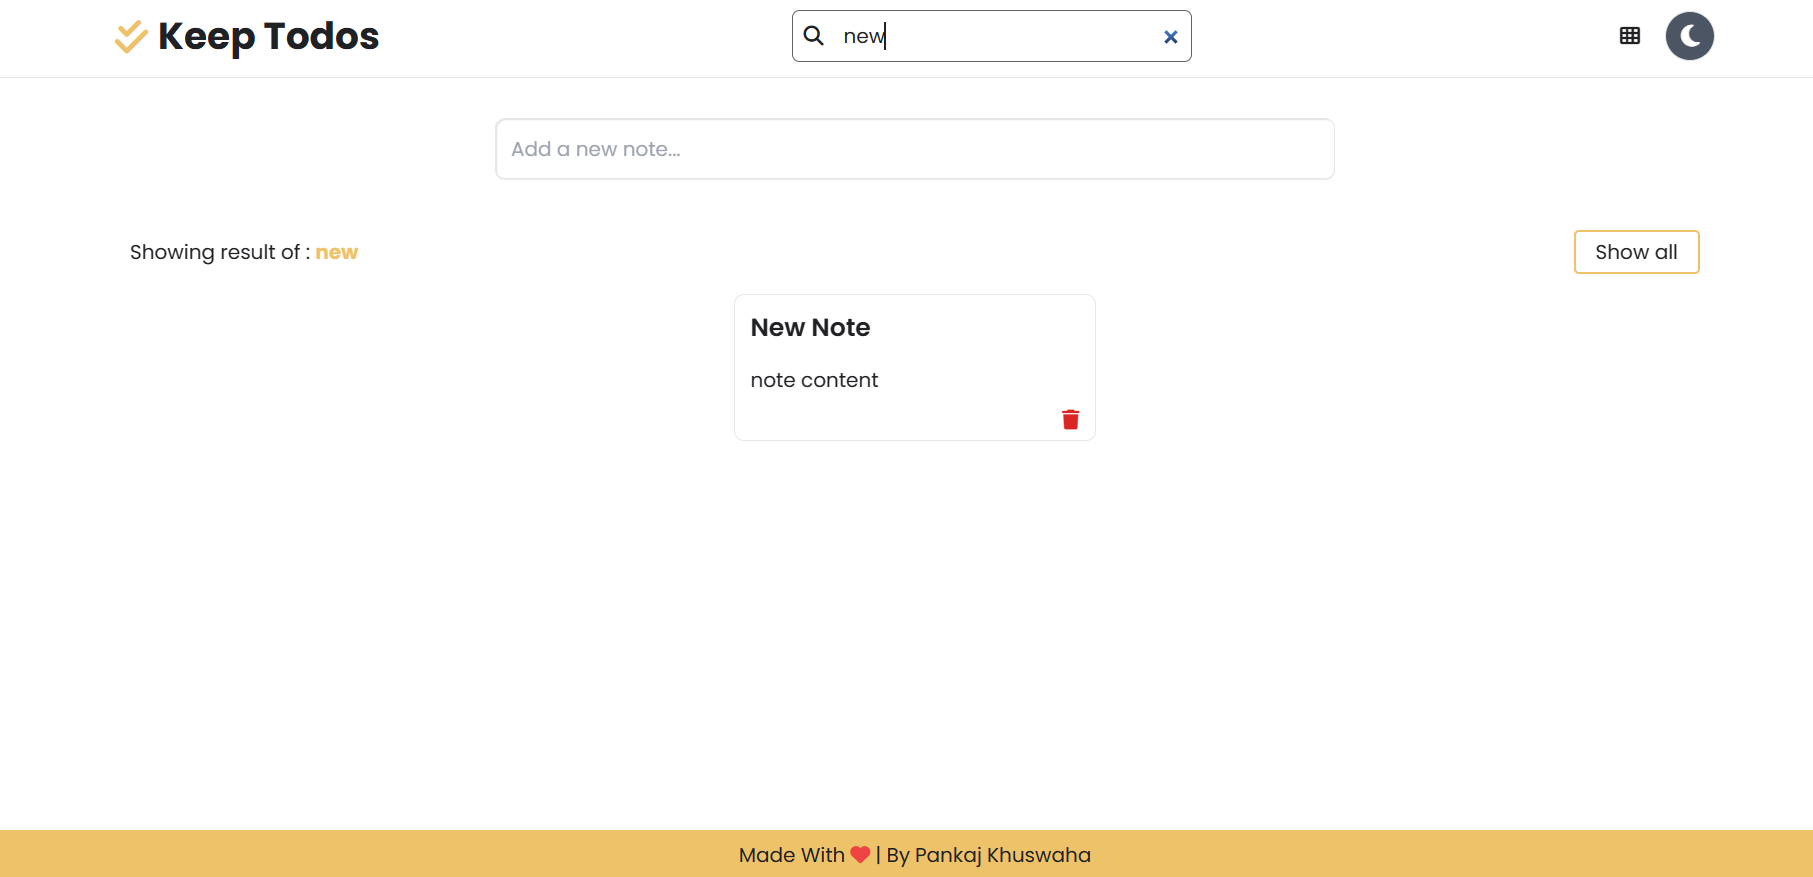 Keep Todos
new
Add a new note...
Showing result of : new
Show all
New Note
note content
Made With | By Pankaj Khuswaha